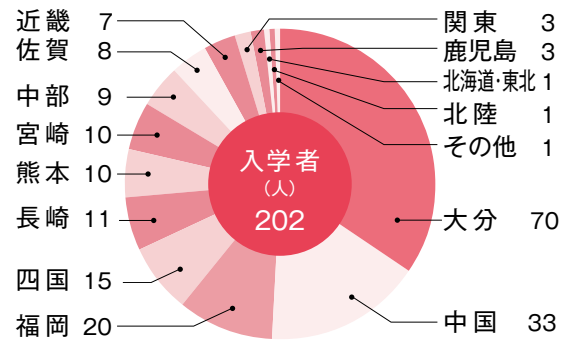 近畿 7
佐賀 8
中部 9
宮崎 10
熊本 10
長崎 11
四国 15
福岡 20
関東 3
鹿児島 3
北海道・東北 1
北陸 1
その他 1
大分 70
中国 33
入学者
（人）
202